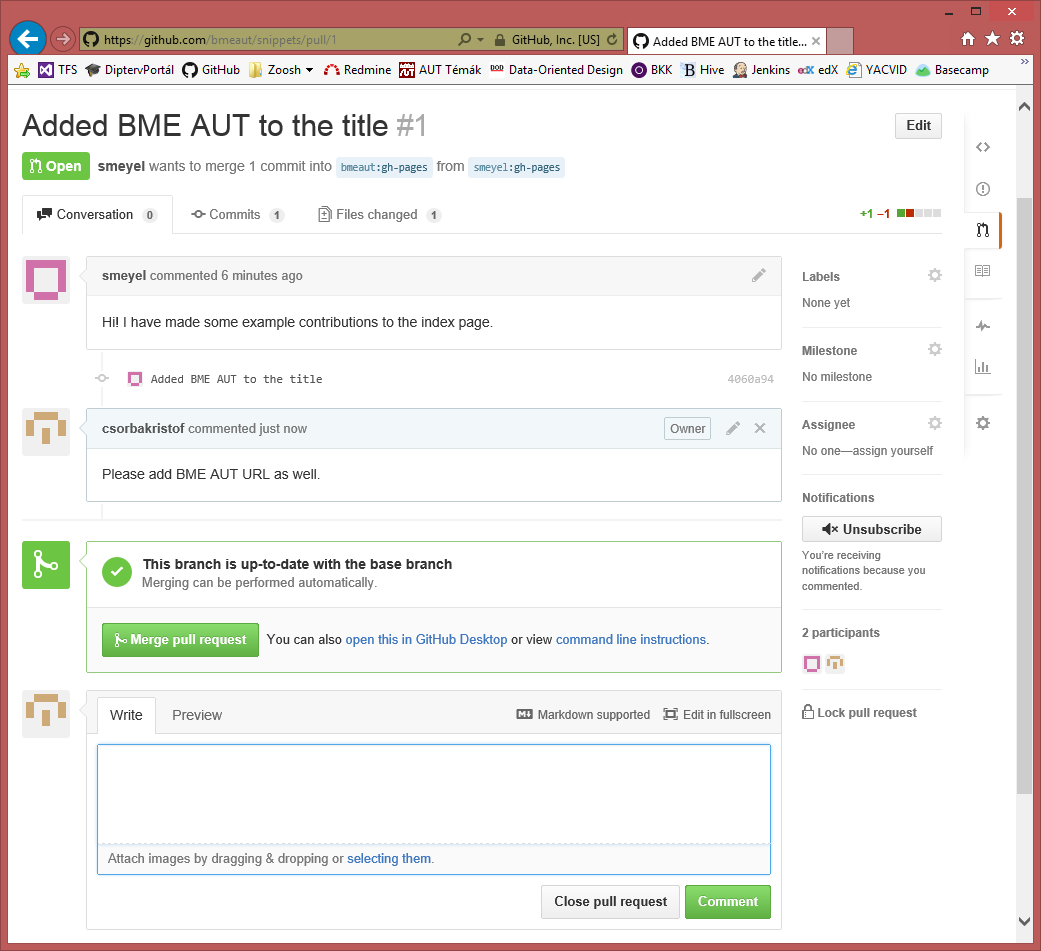 https://github.com/bmeaut/snippets/pull/1 GitHub, Inc. [US] Added BME AUT to the title...
TFS DiptervPortál GitHub Zoosh Redmine AUT Témák Data-Oriented Design BKK Hive Jenkins edX YACVID Basecamp
Added BME AUT to the title #1
Edit
Open smeyel wants to merge 1 commit into bmeaut:gh-pages from smeyel:gh-pages
Conversation 0 Commits 1 Files changed 1 +1 −1
smeyel commented 6 minutes ago
Hi! I have made some example contributions to the index page.
Added BME AUT to the title 4060a94
csorbakristof commented just now Owner
Please add BME AUT URL as well.
This branch is up-to-date with the base branch
Merging can be performed automatically.
Merge pull request You can also open this in GitHub Desktop or view command line instructions.
Write Preview Markdown supported Edit in fullscreen
Attach images by dragging & dropping or selecting them.
Close pull request Comment
Labels
None yet
Milestone
No milestone
Assignee
No one—assign yourself
Notifications
Unsubscribe
You're receiving
notifications because you
commented.
2 participants
Lock pull request